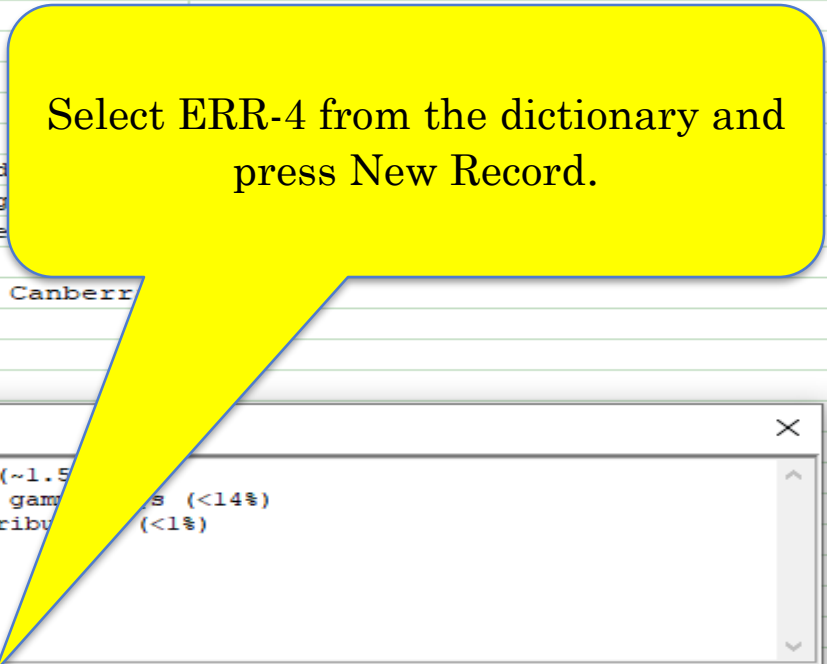 Select ERR-4 from the dictionary and
press New Record.
Canberr
(~1.5
gam s (<14%)
ribu (<1%)